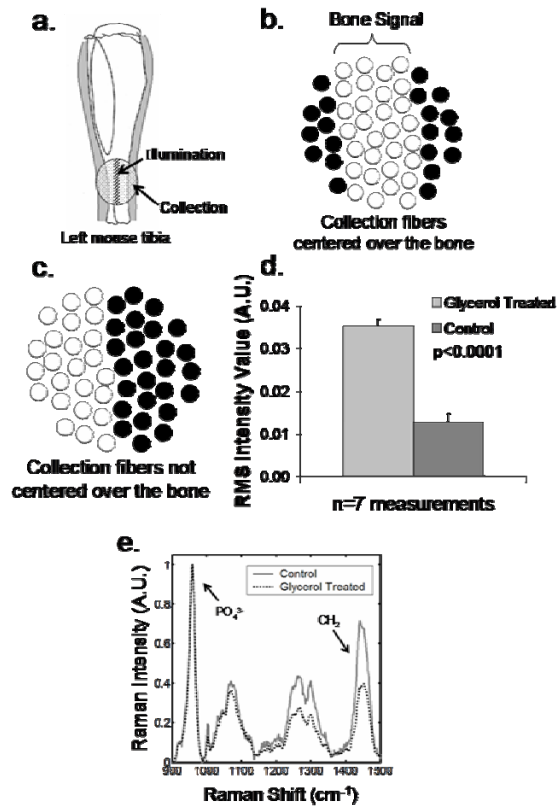 a.
Illumination
Collection
Left mouse tibia
b.
Bone Signal
Collection fibers
centered over the bone
c.
Collection fibers not
centered over the bone
d.
RMS Intensity Value (A.U.)
0.04
0.03
0.02
0.01
0.00
Glycerol Treated
Control
p<0.0001
n=7 measurements
e.
Raman Intensity (A.U.)
1
0.8
0.6
0.4
0.2
0
Control
Glycerol Treated
PO₄³⁻
CH₂
1000 1100 1200 1300 1400 1500
Raman Shift (cm⁻¹)